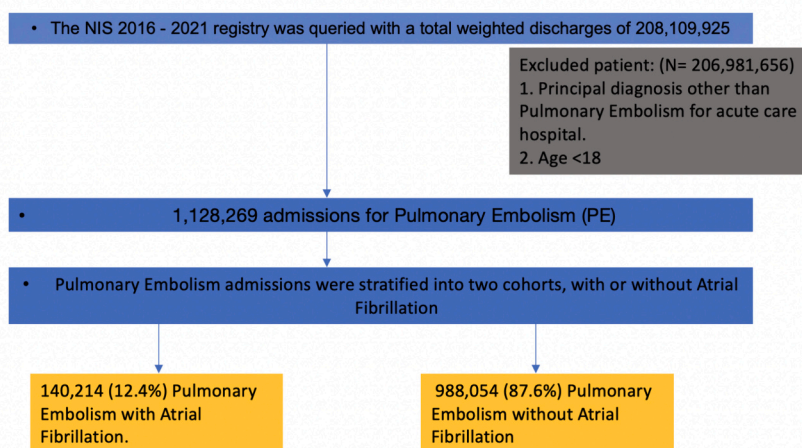 • The NIS 2016 - 2021 registry was queried with a total weighted discharges of 208,109,925
Excluded patient: (N= 206,981,656)
1. Principal diagnosis other than
Pulmonary Embolism for acute care
hospital.
2. Age <18
• 1,128,269 admissions for Pulmonary Embolism (PE)
• Pulmonary Embolism admissions were stratified into two cohorts, with or without Atrial
Fibrillation
140,214 (12.4%) Pulmonary
Embolism with Atrial
Fibrillation.
988,054 (87.6%) Pulmonary
Embolism without Atrial
Fibrillation